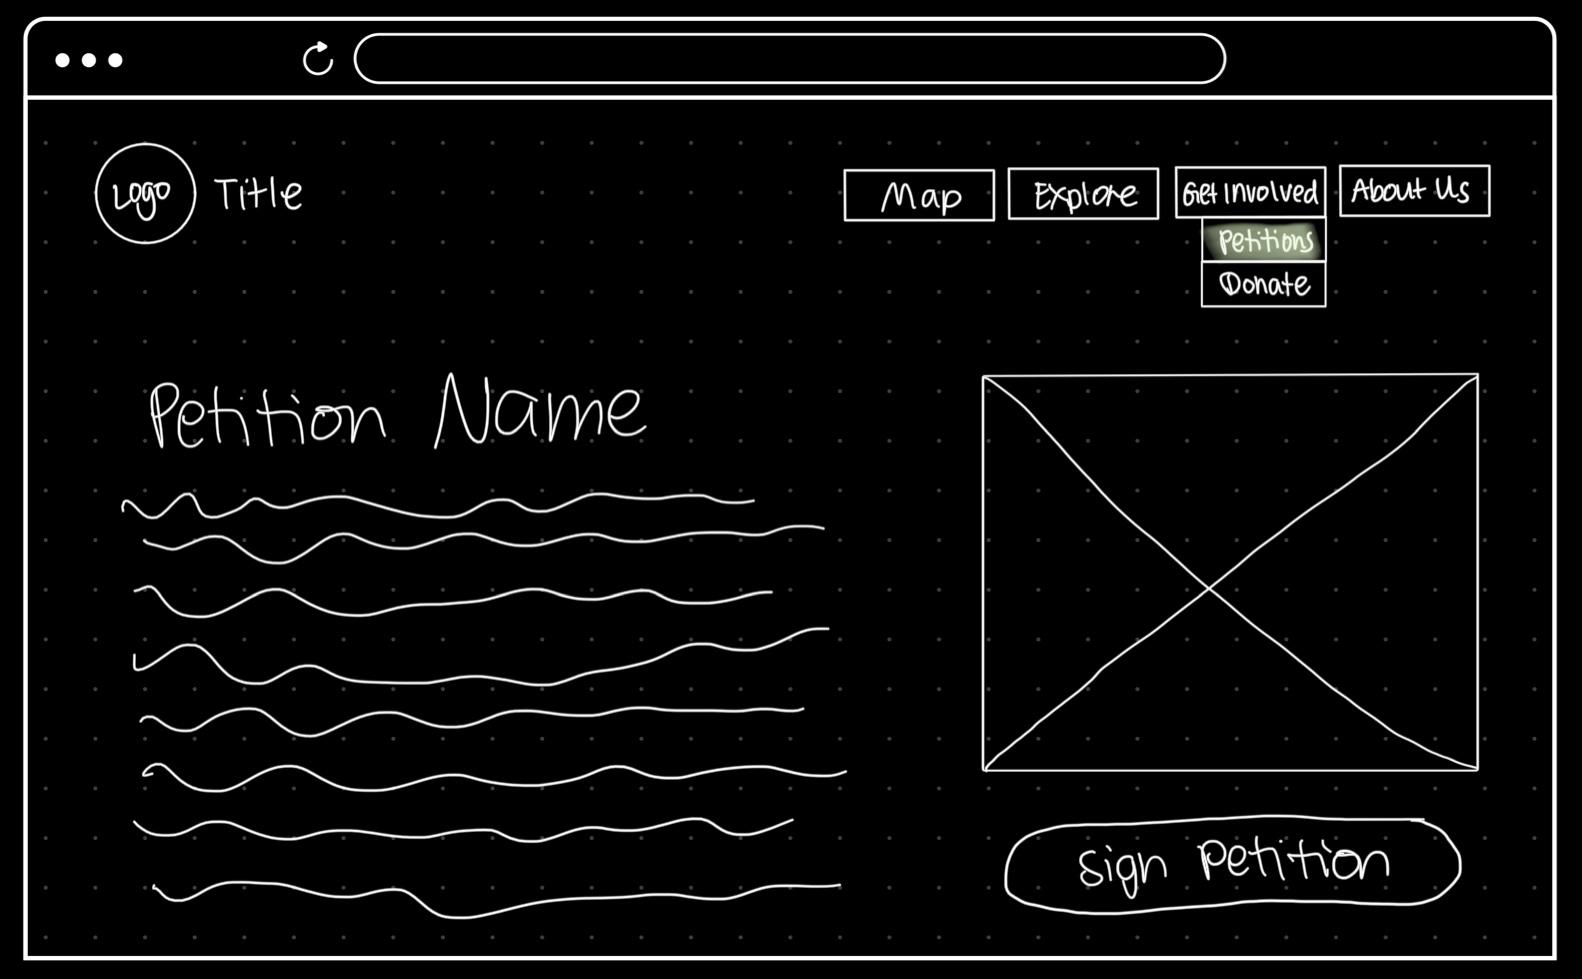 Logo
Title
Map
Explore
Get Involved
About Us
Petitions
Donate
Petition Name
Sign Petition